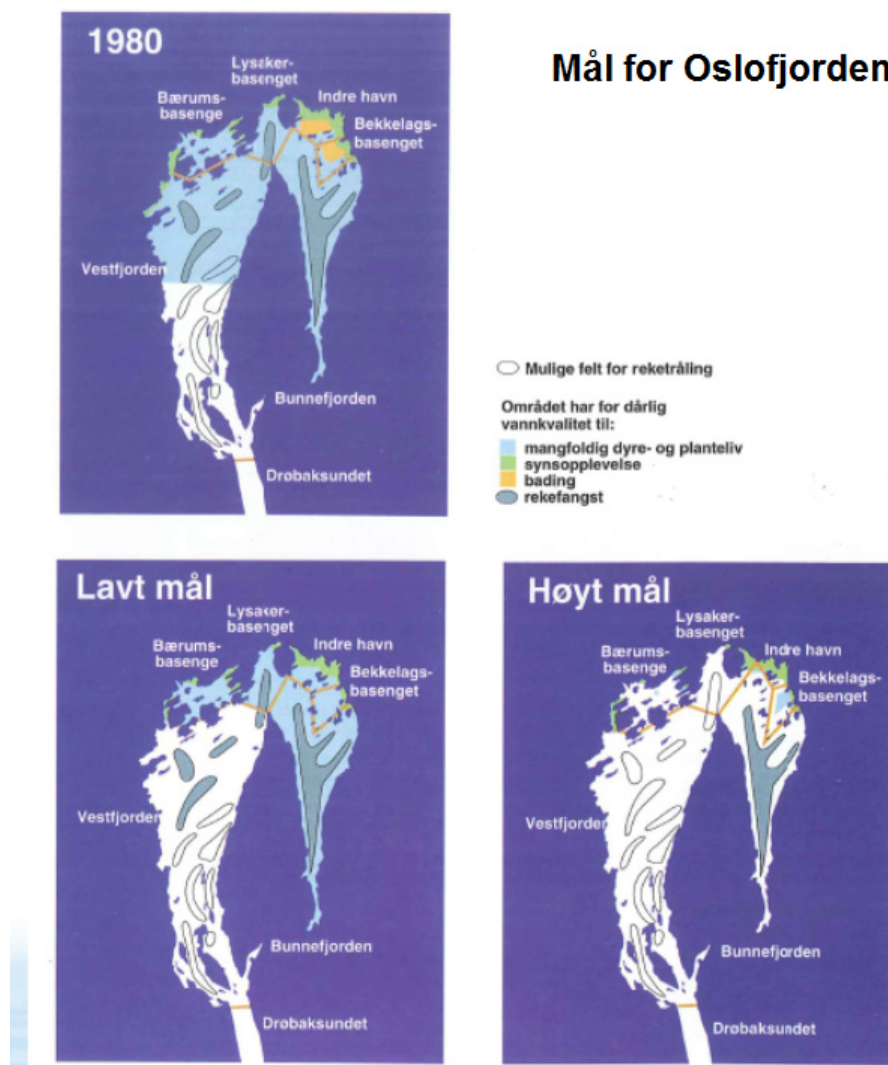 Mål for Oslofjorden
1980
Lysaker-
basenget
Bærums-
basenge
Indre havn
Bekkelags-
basenget
Vestfjorden
Bunnefjorden
Drøbaksundet
Mulige felt for reketråling
Området har for dårlig
vannkvalitet til:
mangfoldig dyre- og planteliv
synsopplevelse
bading
rekefangst
Lavt mål
Lysaker-
basenget
Bærums-
basenge
Indre havn
Bekkelags-
basenget
Vestfjorden
Bunnefjorden
Drøbaksundet
Høyt mål
Lysaker-
basenget
Bærums-
basenge
Indre havn
Bekkelags-
basenget
Vestfjorden
Bunnefjorden
Drøbaksundet